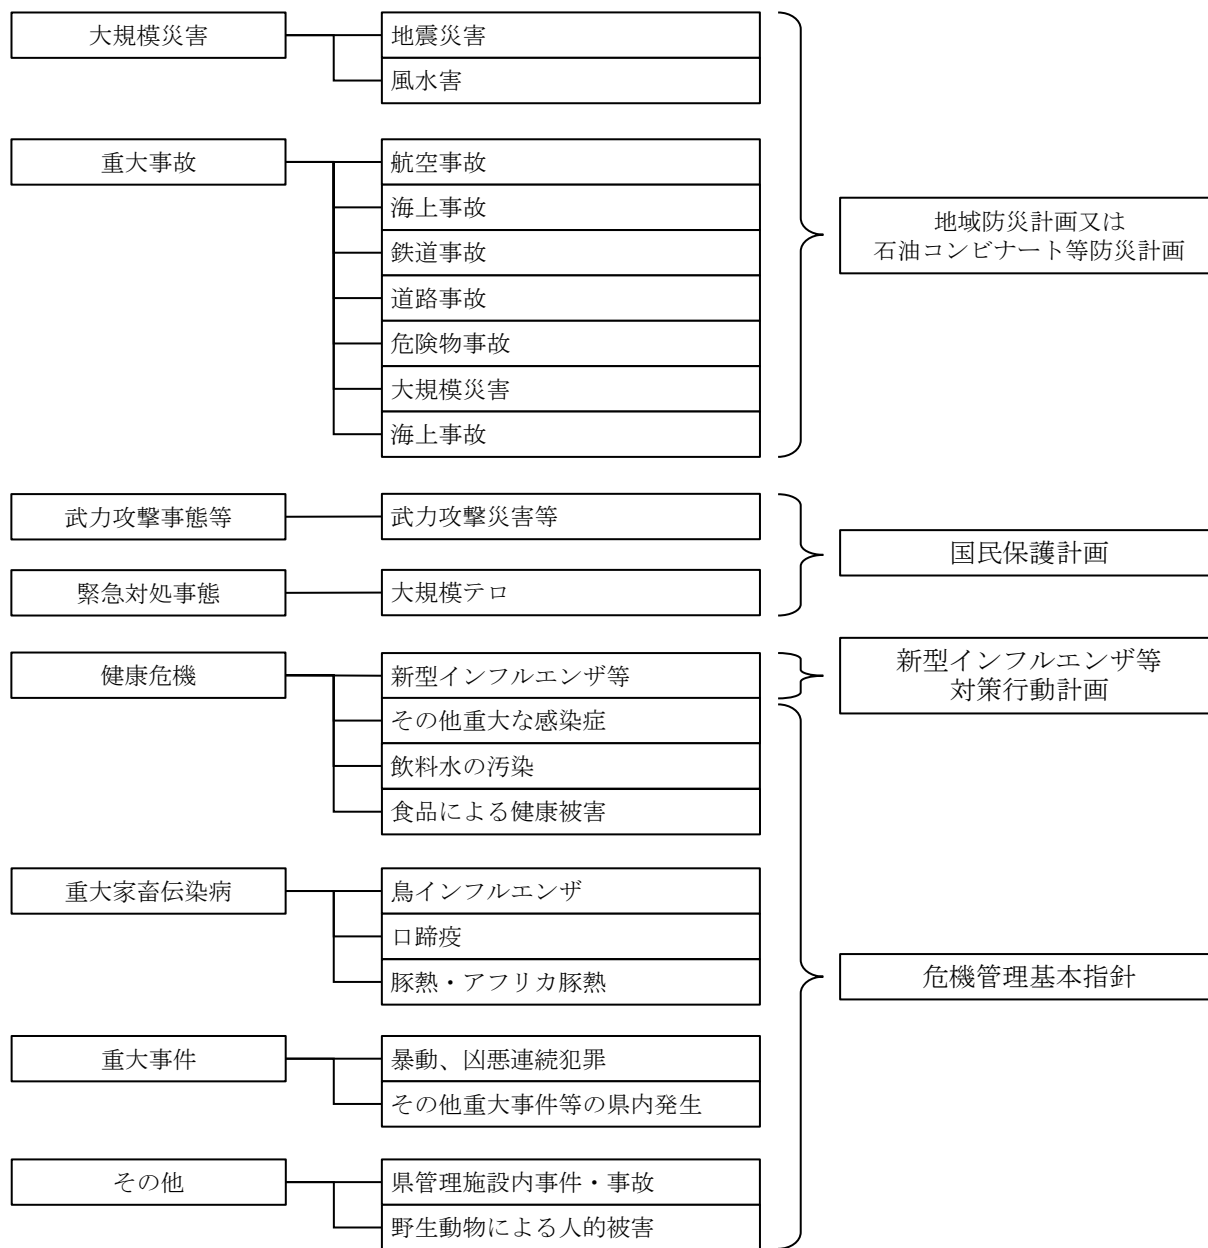 大規模災害
地震災害
風水害
重大事故
航空事故
海上事故
鉄道事故
道路事故
危険物事故
大規模災害
海上事故
地域防災計画又は
石油コンビナート等防災計画
武力攻撃事態等
武力攻撃災害等
緊急対処事態
大規模テロ
国民保護計画
健康危機
新型インフルエンザ等
その他重大な感染症
飲料水の汚染
食品による健康被害
新型インフルエンザ等
対策行動計画
重大家畜伝染病
鳥インフルエンザ
口蹄疫
豚熱・アフリカ豚熱
重大事件
暴動、凶悪連続犯罪
その他重大事件等の県内発生
その他
県管理施設内事件・事故
野生動物による人的被害
危機管理基本指針